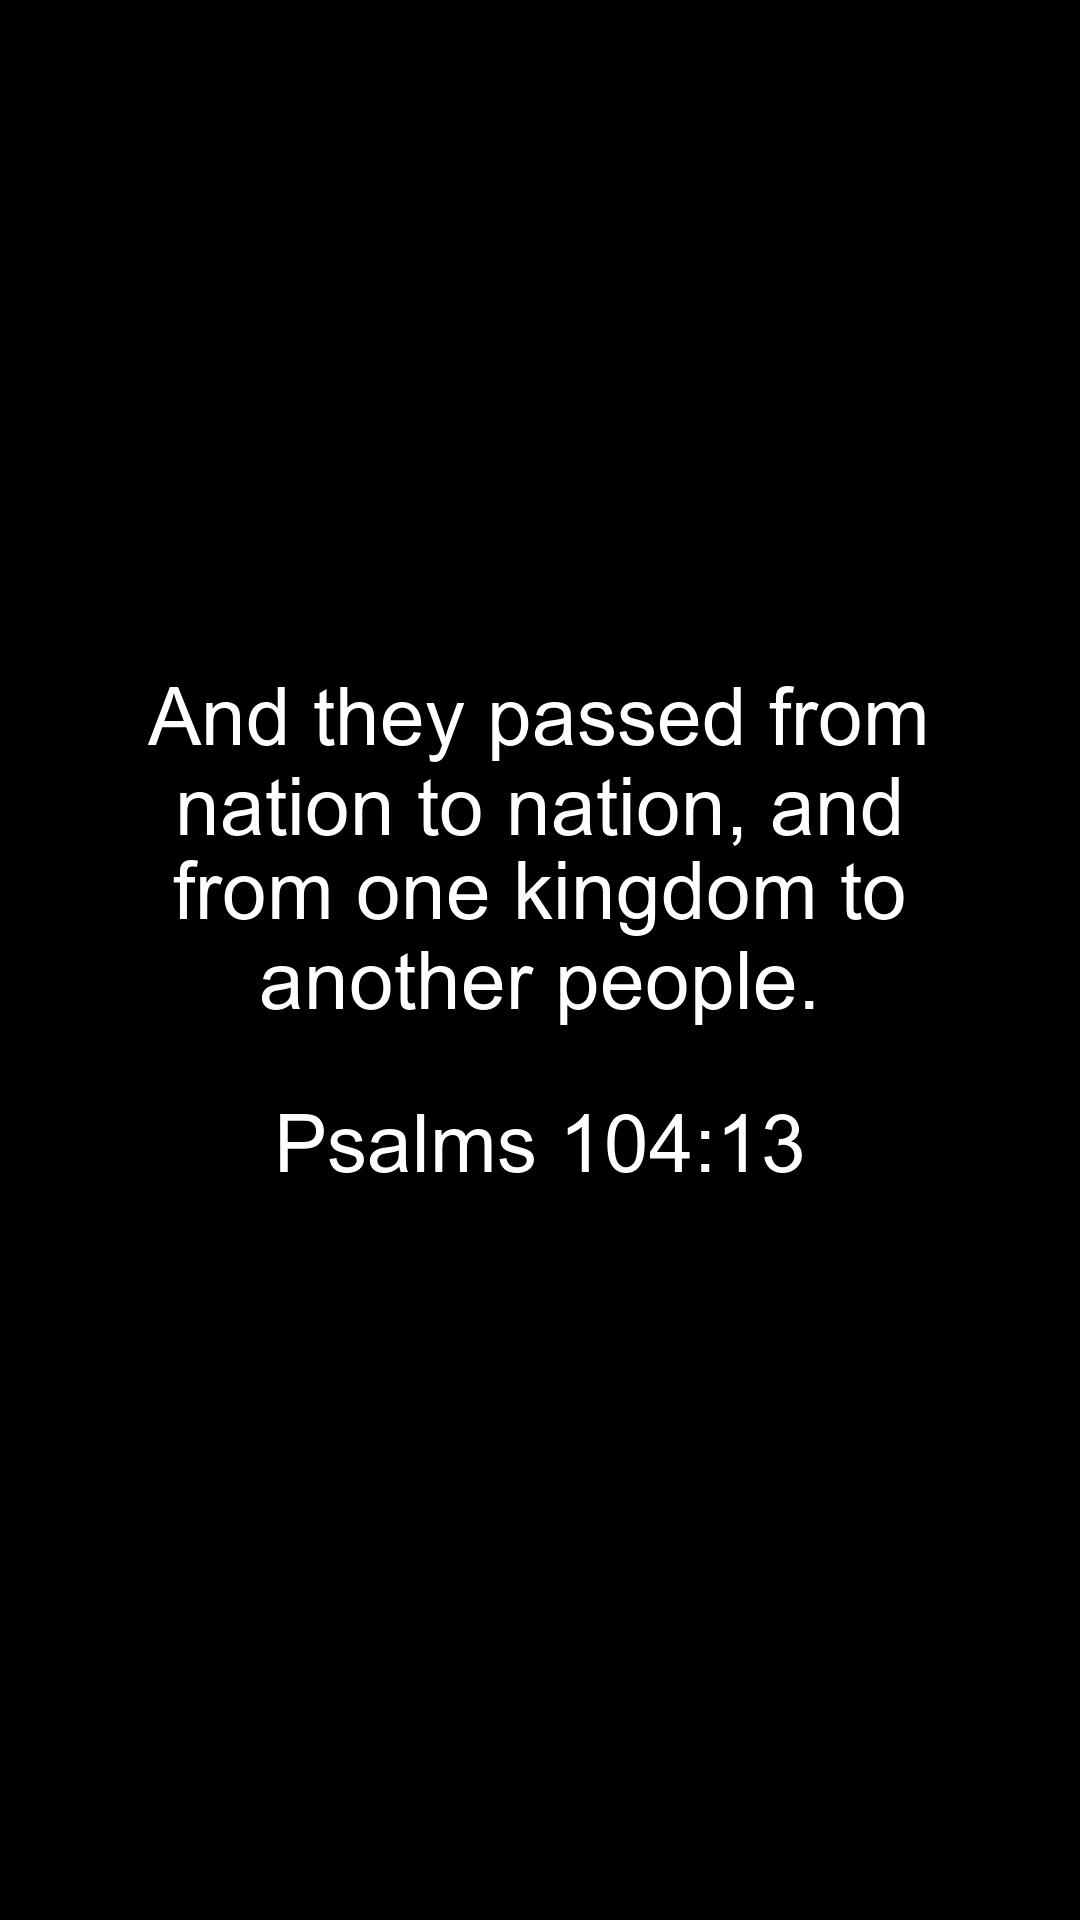 And they passed from
nation to nation, and
from one kingdom to
another people.
Psalms 104:13